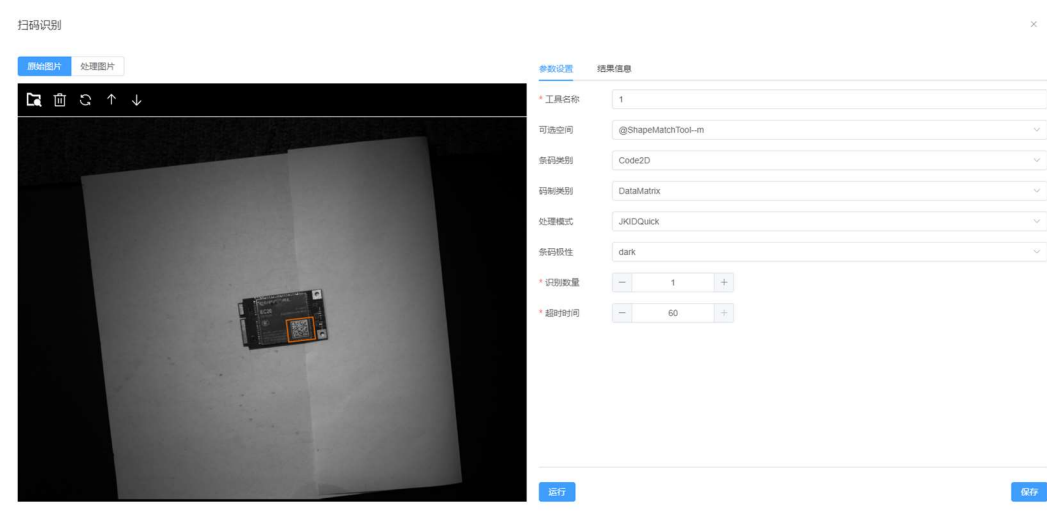 扫码识别
×
原始图片 处理图片
参数设置 结果信息
* 工具名称 1
可选空间 @ShapeMatchTool--m
条码类别 Code2D
码制类别 DataMatrix
处理模式 JKIDQuick
条码极性 dark
* 识别数量 － 1 +
* 超时时间 － 60 +
EC20
运行 保存